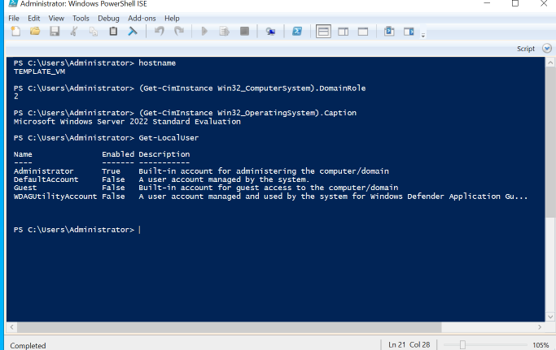 Administrator: Windows PowerShell ISE
File Edit View Tools Debug Add-ons Help
Script
PS C:\Users\Administrator> hostname
TEMPLATE_VM
PS C:\Users\Administrator> (Get-CimInstance Win32_ComputerSystem).DomainRole
2
PS C:\Users\Administrator> (Get-CimInstance Win32_OperatingSystem).Caption
Microsoft Windows Server 2022 Standard Evaluation
PS C:\Users\Administrator> Get-LocalUser
Name Enabled Description
---- ------- -----------
Administrator True Built-in account for administering the computer/domain
DefaultAccount False A user account managed by the system.
Guest False Built-in account for guest access to the computer/domain
WDAGUtilityAccount False A user account managed and used by the system for Windows Defender Application Gu...
PS C:\Users\Administrator>
Completed Ln 21 Col 28 105%